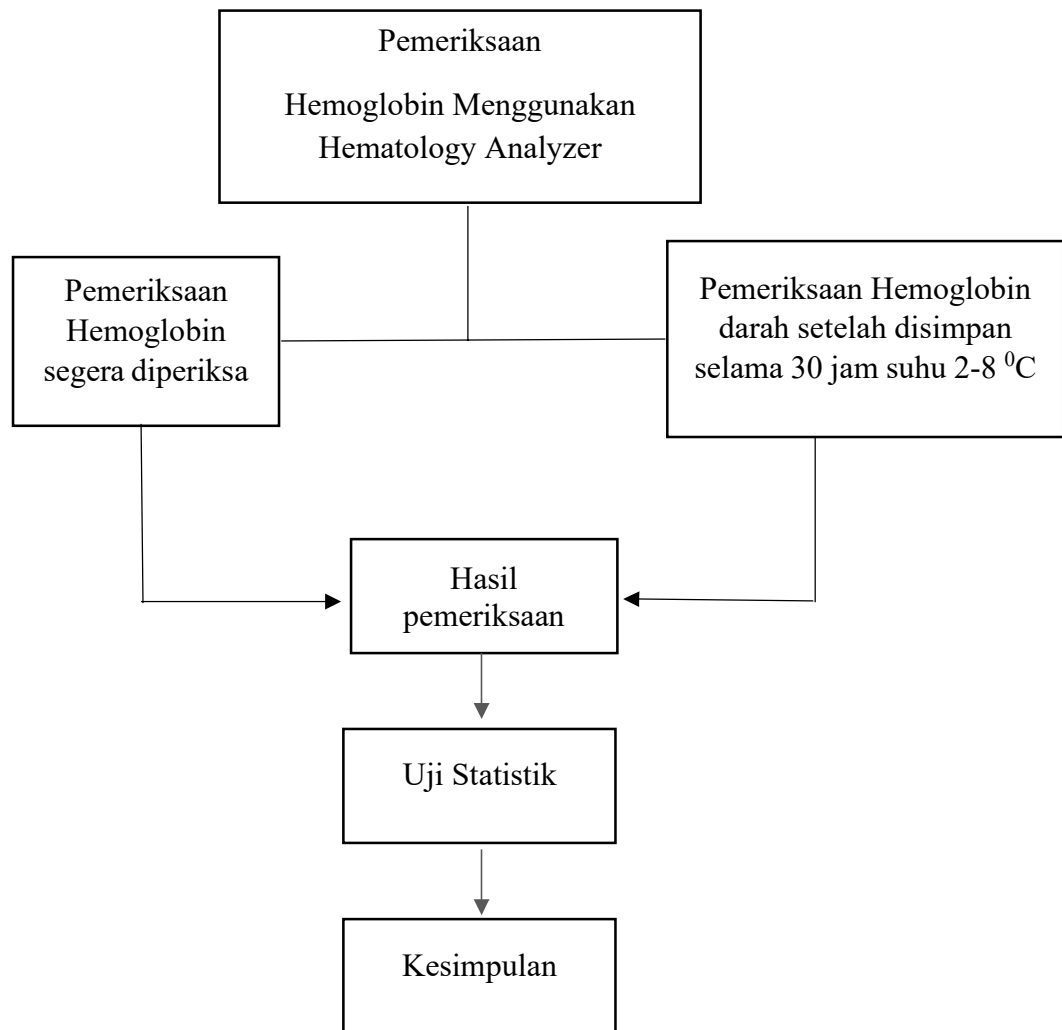 Pemeriksaan
Hemoglobin Menggunakan
Hematology Analyzer
Pemeriksaan
Hemoglobin
segera diperiksa
Pemeriksaan Hemoglobin
darah setelah disimpan
selama 30 jam suhu 2-8 ⁰C
Hasil
pemeriksaan
Uji Statistik
Kesimpulan